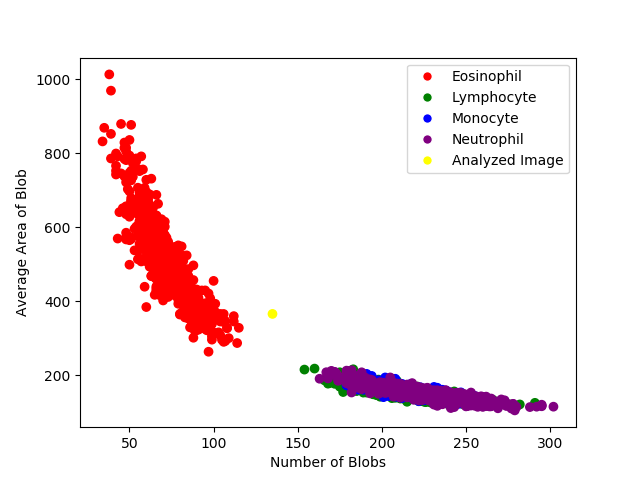 Eosinophil
Lymphocyte
Monocyte
Neutrophil
Analyzed Image
1000
800
600
400
200
Average Area of Blob
50 100 150 200 250 300
Number of Blobs